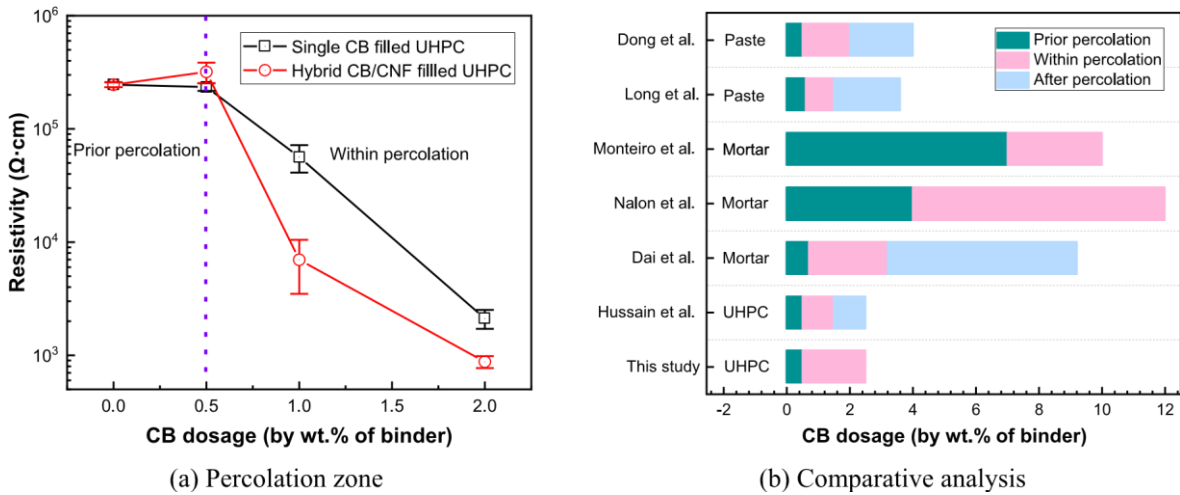 10⁶
10⁵
10⁴
10³
Resistivity (Ω·cm)
Single CB filled UHPC
Hybrid CB/CNF fillled UHPC
Prior percolation
Within percolation
0.0 0.5 1.0 1.5 2.0
CB dosage (by wt.% of binder)
(a) Percolation zone
Prior percolation
Within percolation
After percolation
Dong et al. Paste
Long et al. Paste
Monteiro et al. Mortar
Nalon et al. Mortar
Dai et al. Mortar
Hussain et al. UHPC
This study UHPC
-2 0 2 4 6 8 10 12
CB dosage (by wt.% of binder)
(b) Comparative analysis